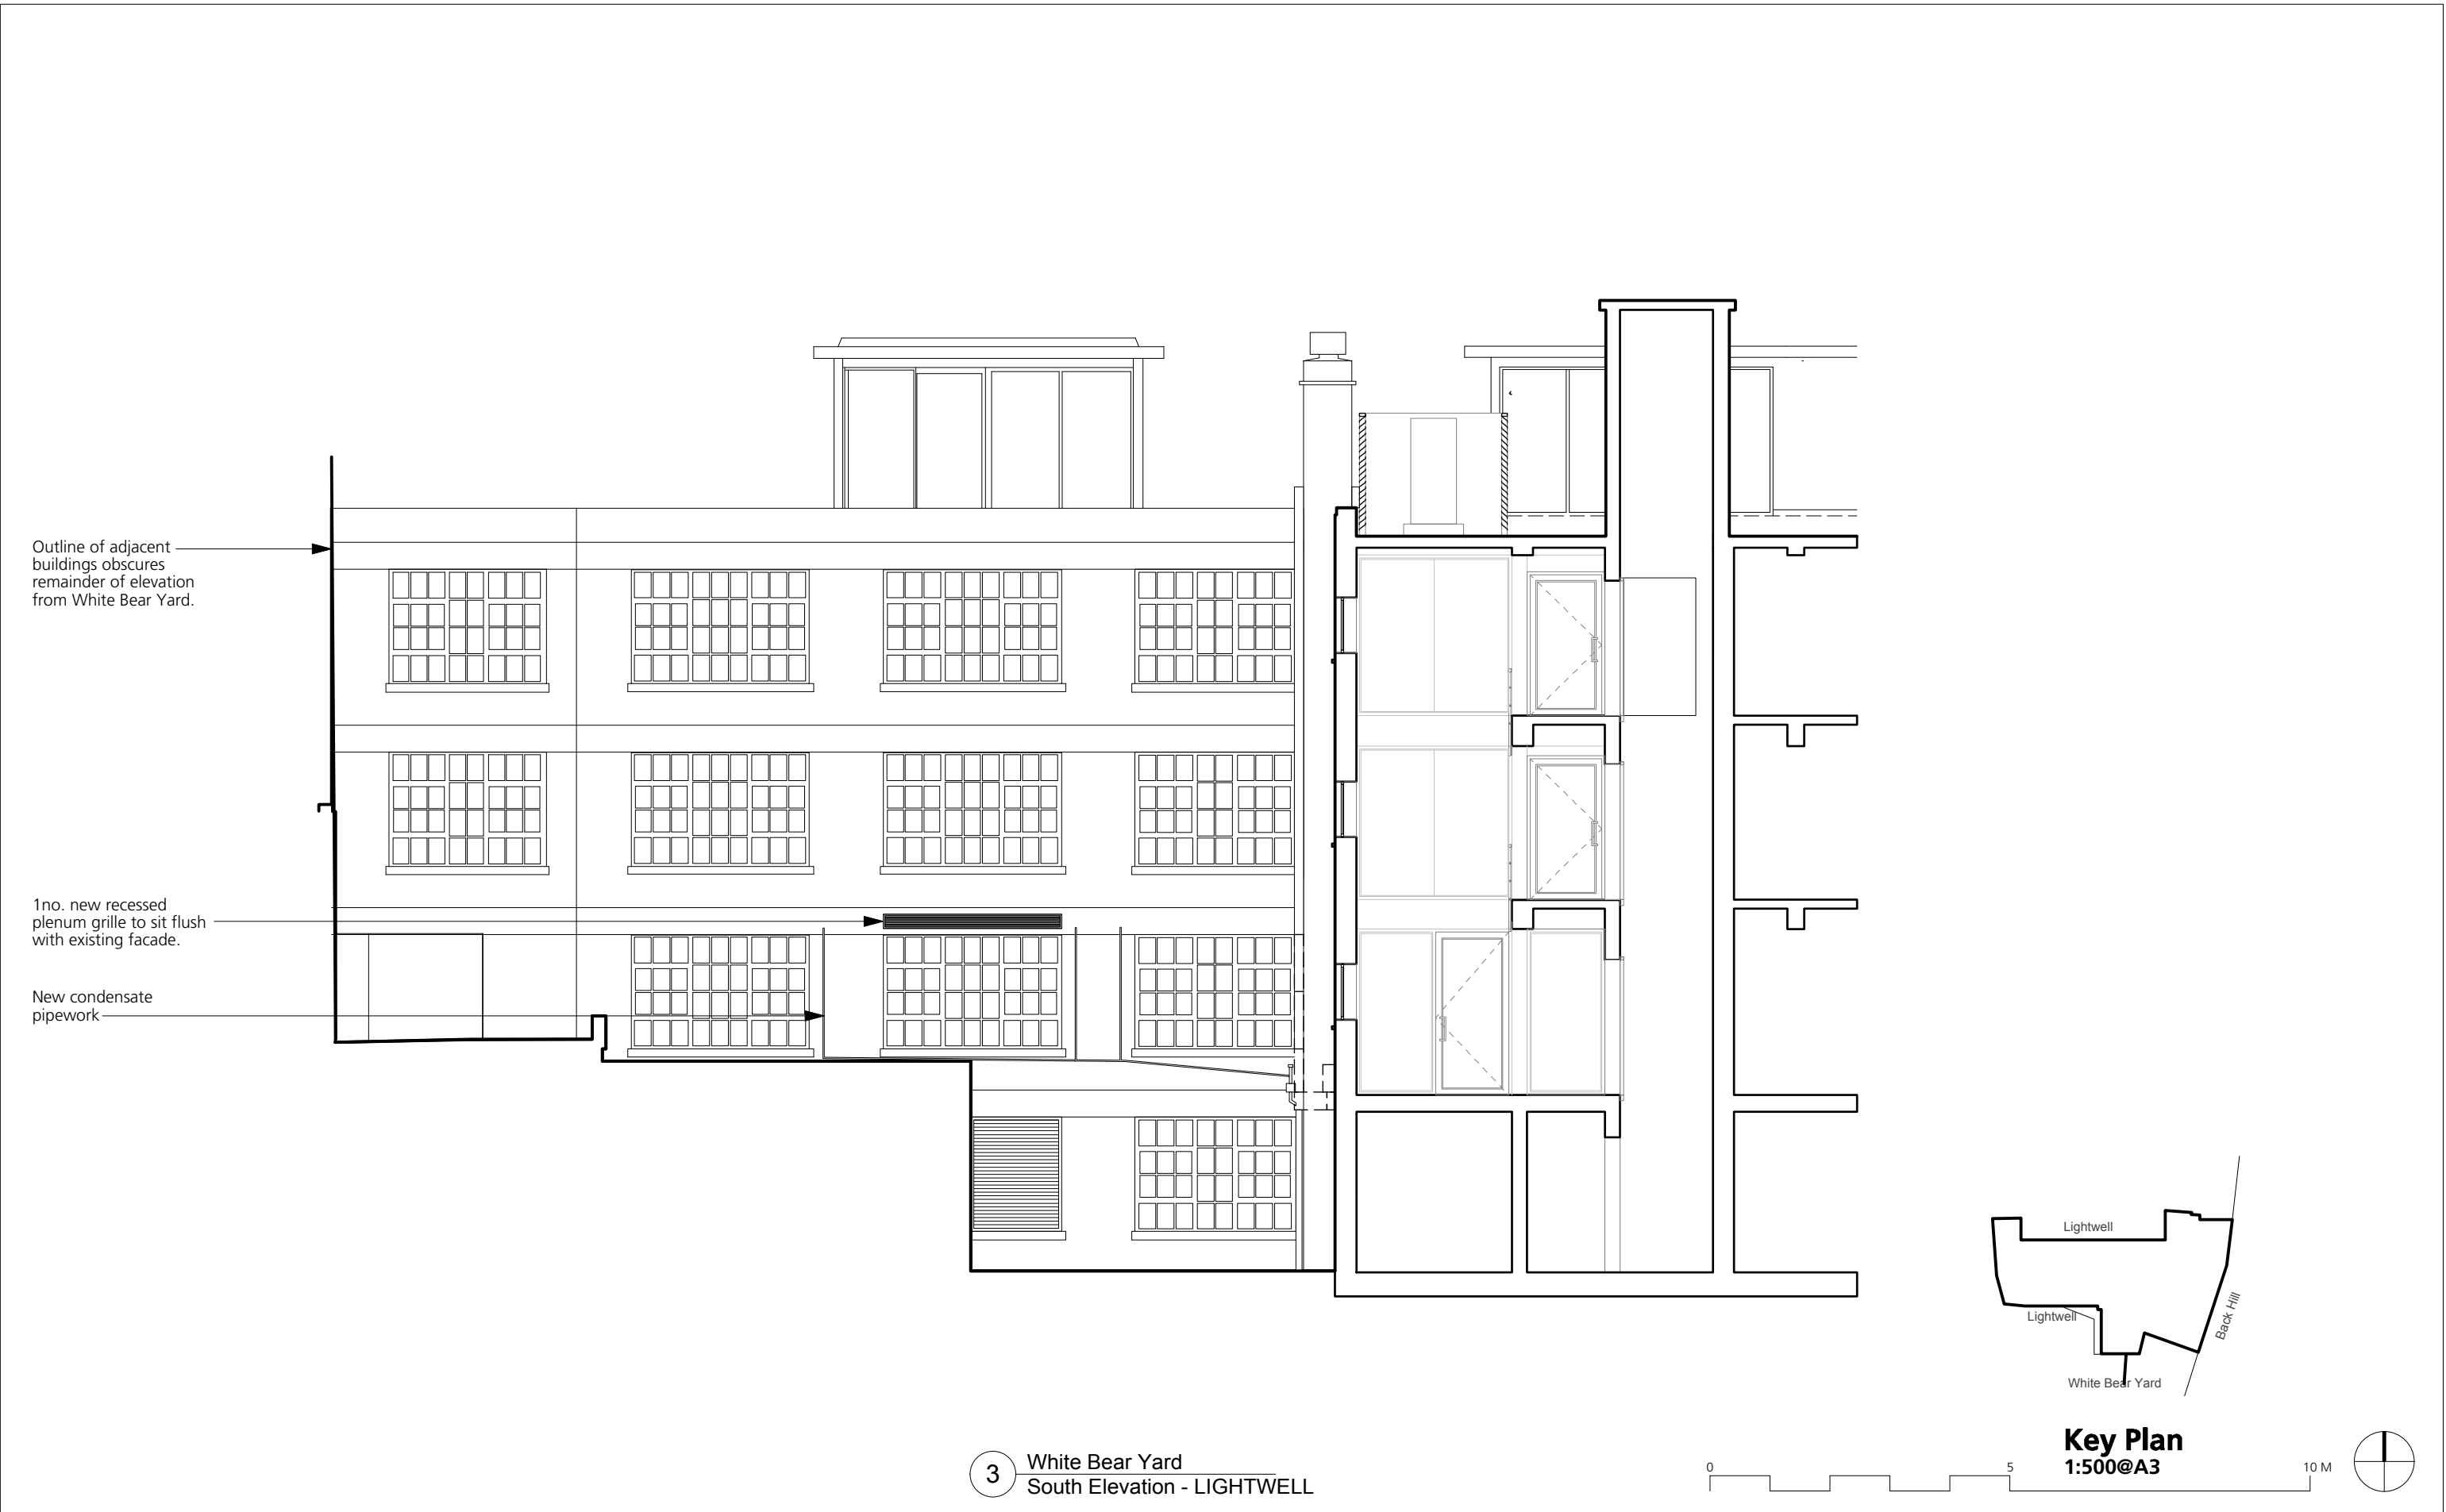 Outline of adjacent
buildings obscures
remainder of elevation
from White Bear Yard.
1no. new recessed
plenum grille to sit flush
with existing facade.
New condensate
pipework
Lightwell
Lightwell
Back Hill
White Bear Yard
Key Plan
1:500@A3
0 5 10 M
3
White Bear Yard
South Elevation - LIGHTWELL